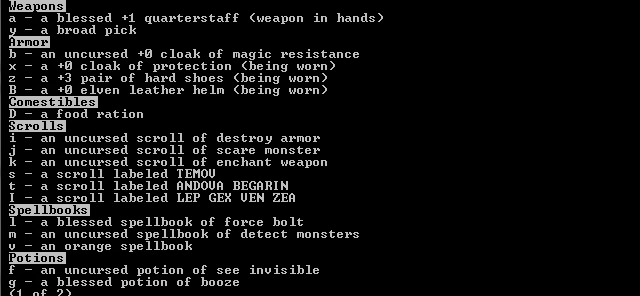 Weapons
a - a blessed +1 quarterstaff (weapon in hands)
y - a broad pick
Armor
b - an uncursed +0 cloak of magic resistance
x - a +0 cloak of protection (being worn)
z - a +3 pair of hard shoes (being worn)
B - a +0 elven leather helm (being worn)
Comestibles
D - a food ration
Scrolls
i - an uncursed scroll of destroy armor
j - an uncursed scroll of scare monster
k - an uncursed scroll of enchant weapon
s - a scroll labeled TEMOV
t - a scroll labeled ANDOVA BEGARIN
I - a scroll labeled LEP GEX VEN ZEA
Spellbooks
l - a blessed spellbook of force bolt
m - an uncursed spellbook of detect monsters
v - an orange spellbook
Potions
f - an uncursed potion of see invisible
g - a blessed potion of booze
(1 of 2)